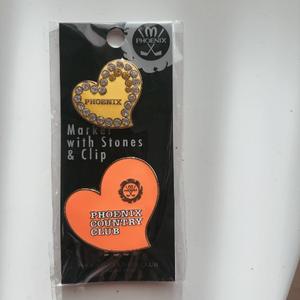 PHOENIX
PHOENIX
Marker
with Stones
& Clip
PHOENIX
COUNTRY
CLUB